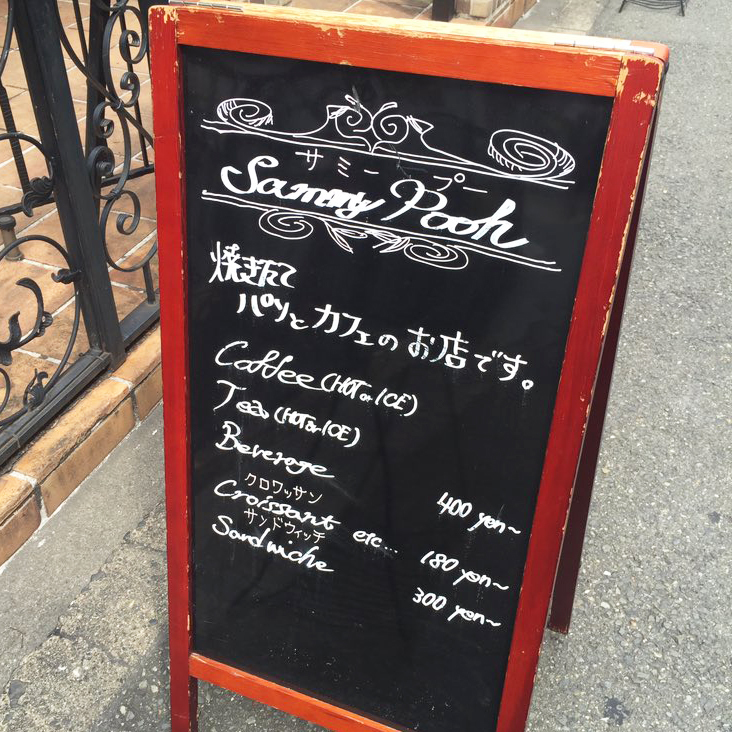 サミー プー
Sammy Pooh
焼きたて
パンとカフェのお店です。
Coffee (HOT or ICE)
Tea (HOT or ICE)
Beverage 400 yen~
クロワッサン
Croissant etc... 180 yen~
サンドウィッチ
Sandwiche 300 yen~